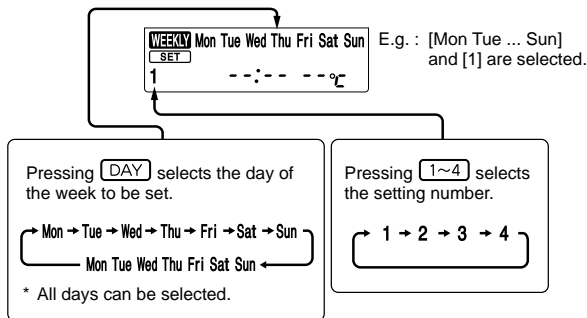 WEEKLY Mon Tue Wed Thu Fri Sat Sun
SET
1 --:-- --℃
E.g. : [Mon Tue ... Sun]
and [1] are selected.
Pressing DAY selects the day of
the week to be set.
→ Mon → Tue → Wed → Thu → Fri → Sat → Sun
Mon Tue Wed Thu Fri Sat Sun ←
* All days can be selected.
Pressing 1~4 selects
the setting number.
→ 1 → 2 → 3 → 4